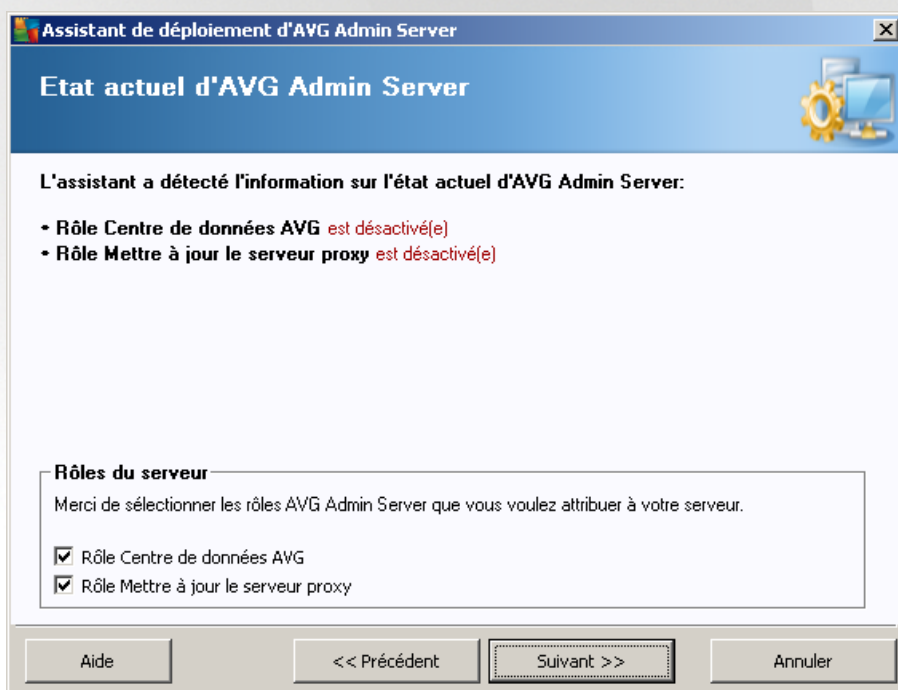 Assistant de déploiement d'AVG Admin Server
Etat actuel d'AVG Admin Server
L'assistant a détecté l'information sur l'état actuel d'AVG Admin Server:
• Rôle Centre de données AVG est désactivé(e)
• Rôle Mettre à jour le serveur proxy est désactivé(e)
Rôles du serveur
Merci de sélectionner les rôles AVG Admin Server que vous voulez attribuer à votre serveur.
Rôle Centre de données AVG
Rôle Mettre à jour le serveur proxy
Aide
<< Précédent
Suivant >>
Annuler